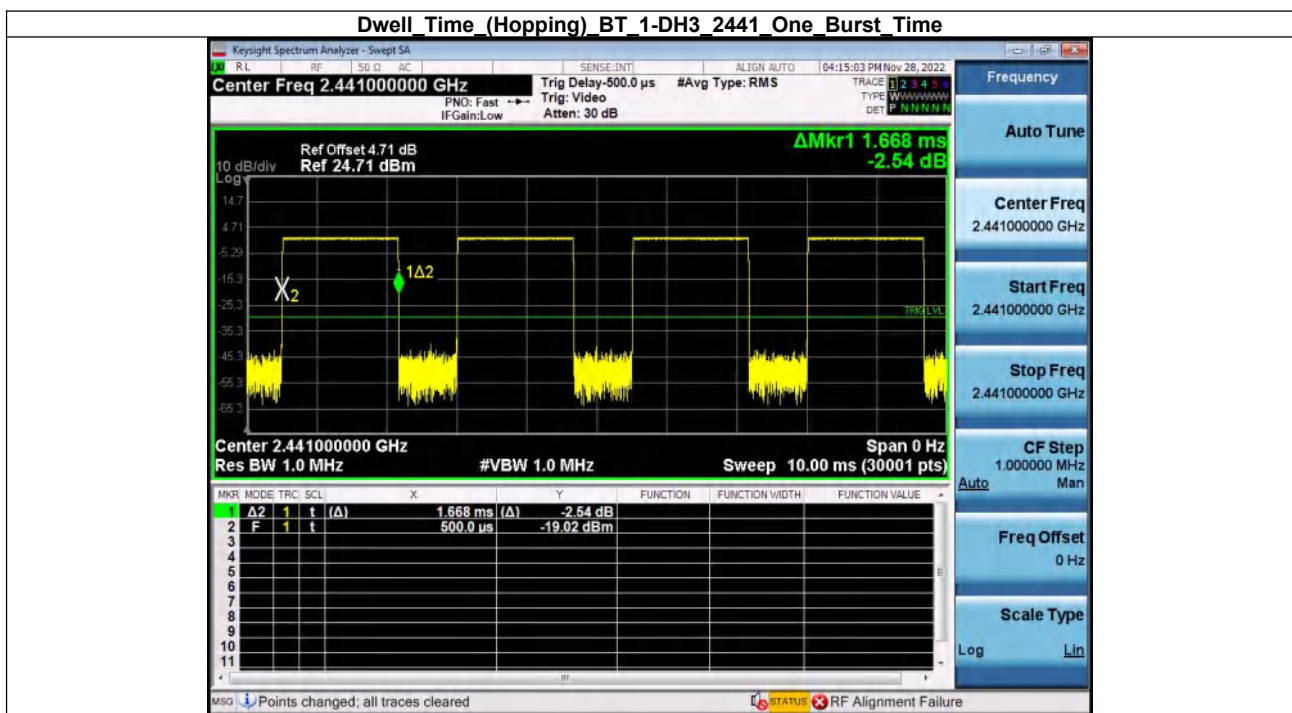 Dwell_Time_(Hopping)_BT_1-DH3_2441_One_Burst_Time
Keysight Spectrum Analyzer - Swept SA
RL RF 50 Ω AC SENSE:INT ALIGN AUTO 04:15:03 PM Nov 28, 2022
Center Freq 2.441000000 GHz
Trig Delay-500.0 µs #Avg Type: RMS
TRACE 1 2 3 4 5 6
PNO: Fast
Trig: Video
TYPE WWWWWW
IFGain:Low
Atten: 30 dB
DET P N N N N N
ΔMkr1 1.668 ms
-2.54 dB
Ref Offset 4.71 dB
10 dB/div Ref 24.71 dBm
Log
14.7
4.71
-5.29
-15.3
-25.3
-35.3
-45.3
-55.3
-65.3
X2
1Δ2
TRIG LVL
Center 2.441000000 GHz Span 0 Hz
Res BW 1.0 MHz #VBW 1.0 MHz Sweep 10.00 ms (30001 pts)
MKR MODE TRC SCL X Y FUNCTION FUNCTION WIDTH FUNCTION VALUE
1 Δ2 1 t (Δ) 1.668 ms (Δ) -2.54 dB
2 F 1 t 500.0 µs -19.02 dBm
3
4
5
6
7
8
9
10
11
MSG Points changed; all traces cleared STATUS RF Alignment Failure
Frequency
Auto Tune
Center Freq
2.441000000 GHz
Start Freq
2.441000000 GHz
Stop Freq
2.441000000 GHz
CF Step
1.000000 MHz
Auto Man
Freq Offset
0 Hz
Scale Type
Log Lin